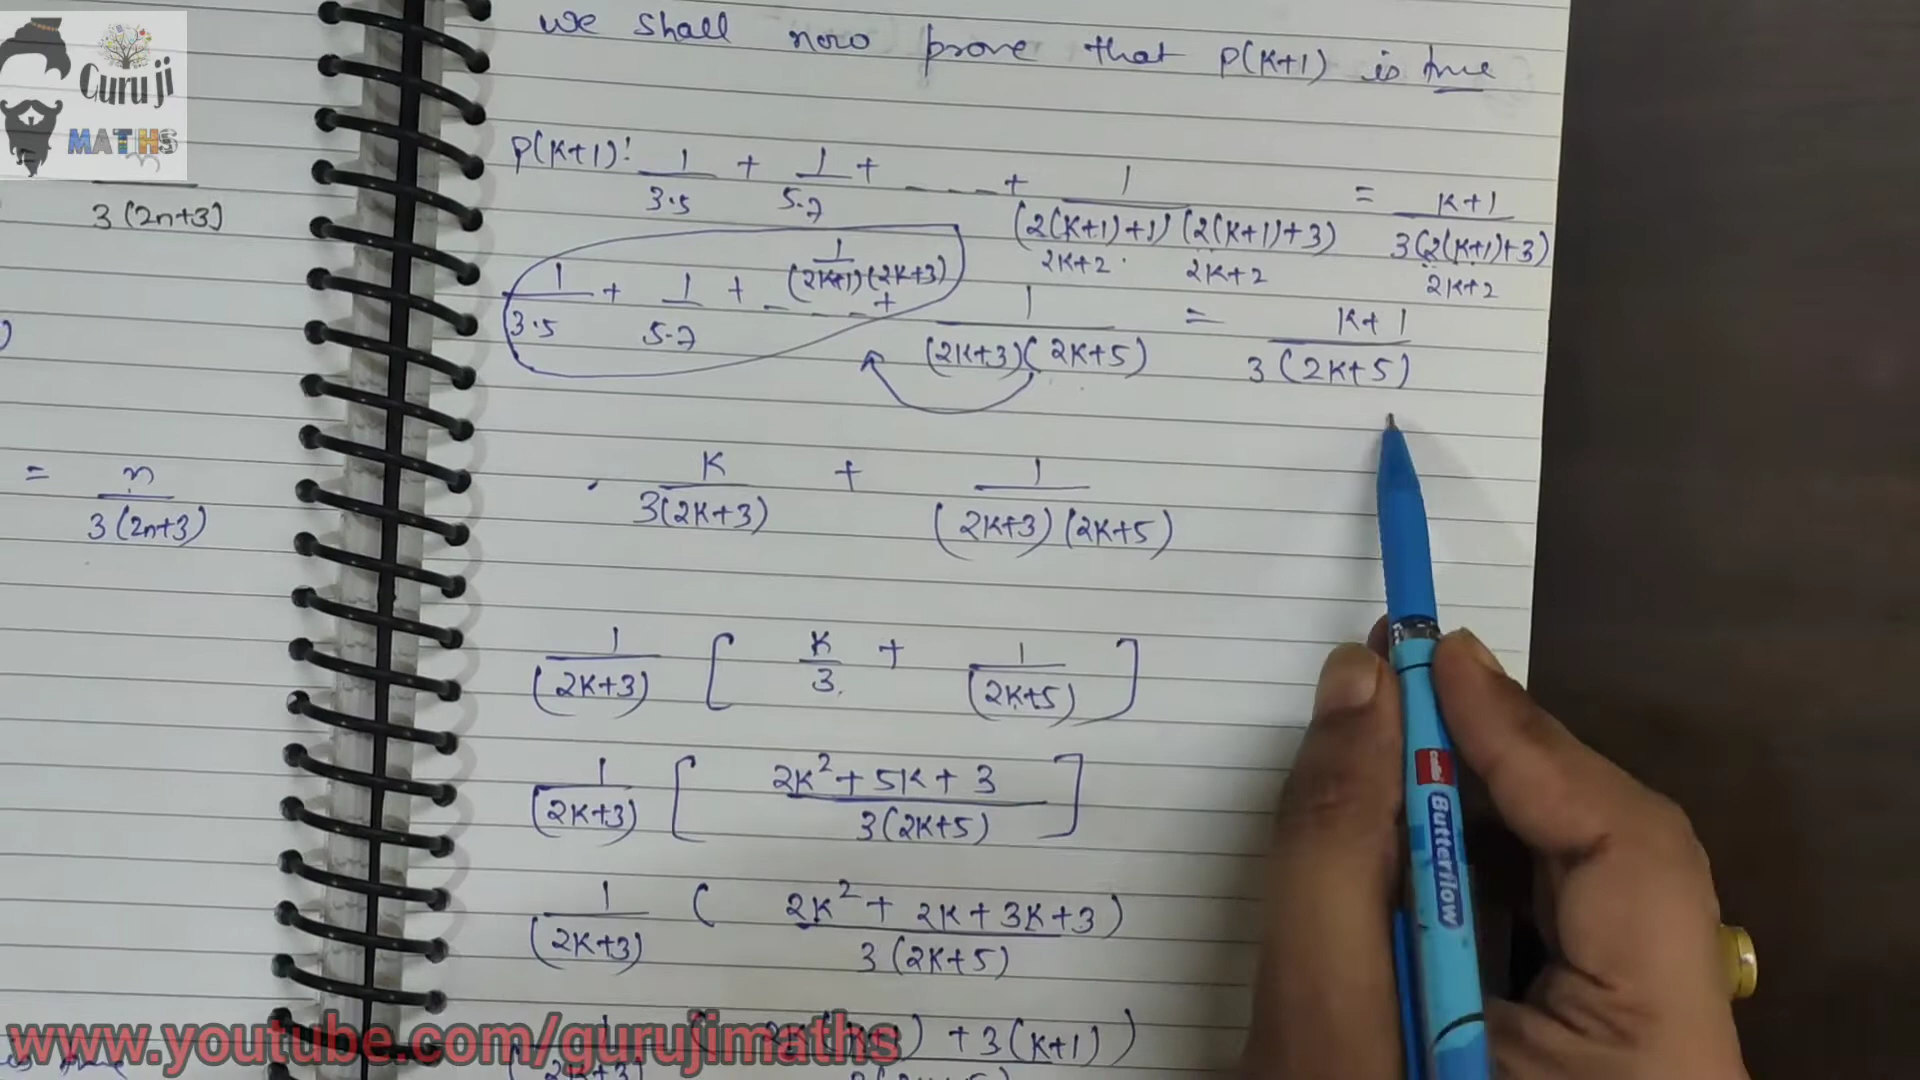 Guru ji
MATHS
we shall now prove that P(K+1) is true
P(K+1): 1/3.5 + 1/5.7 + ---- + 1/(2(K+1)+1)(2(K+1)+3) = K+1/3(2(K+1)+3)
2K+2 2K+2 2K+2
1/3.5 + 1/5.7 + ---- 1/(2K+1)(2K+3) + 1/(2K+3)(2K+5) = K+1/3(2K+5)
K/3(2K+3) + 1/(2K+3)(2K+5)
1/(2K+3) [ K/3 + 1/(2K+5) ]
1/(2K+3) [ 2K²+5K+3/3(2K+5) ]
1/(2K+3) ( 2K²+2K+3K+3)/3(2K+5)
+3(K+1))
3(2n+3)
= n/3(2n+3)
Cello
Butterflow
www.youtube.com/gurujimaths